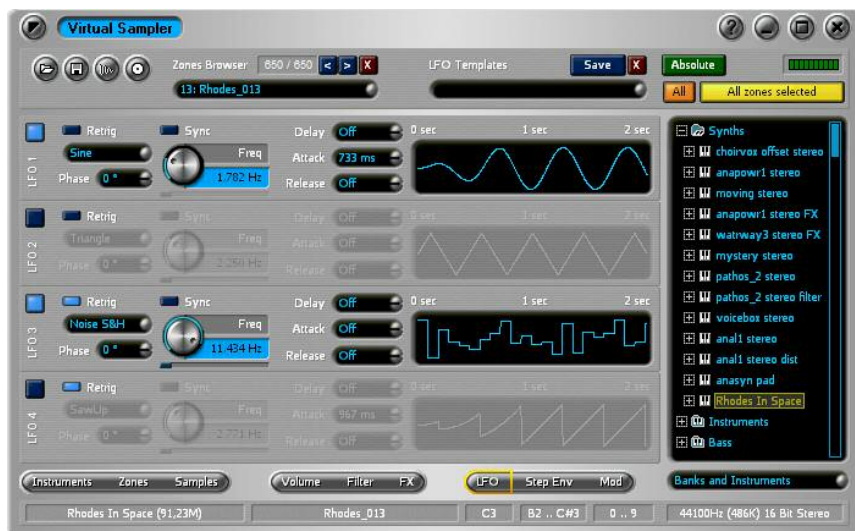 Virtual Sampler
Zones Browser 650 / 650 < > X LFO Templates Save X Absolute
13: Rhodes_013 All All zones selected
LFO 1 Retrig Sync Delay Off 0 sec 1 sec 2 sec
Sine Freq Attack 733 ms
Phase 0 ° 1.782 Hz Release Off
LFO 2 Retrig Sync Delay Off 0 sec 1 sec 2 sec
Triangle Freq Attack Off
Phase 0 ° 2.250 Hz Release Off
LFO 3 Retrig Sync Delay Off 0 sec 1 sec 2 sec
Noise S&H Freq Attack Off
Phase 0 ° 11.434 Hz Release Off
LFO 4 Retrig Sync Delay Off 0 sec 1 sec 2 sec
SawUp Freq Attack 967 ms
Phase 0 ° 2.771 Hz Release Off
Synths
choirvox offset stereo
anapowr1 stereo
moving stereo
anapowr1 stereo FX
watrway3 stereo FX
mystery stereo
pathos_2 stereo
pathos_2 stereo filter
voicebox stereo
anal1 stereo
anal1 stereo dist
anasyn pad
Rhodes In Space
Instruments
Bass
Instruments Zones Samples Volume Filter FX LFO Step Env Mod Banks and Instruments
Rhodes In Space (91,23M) Rhodes_013 C3 B2 .. C#3 0 .. 9 44100Hz (486K) 16 Bit Stereo